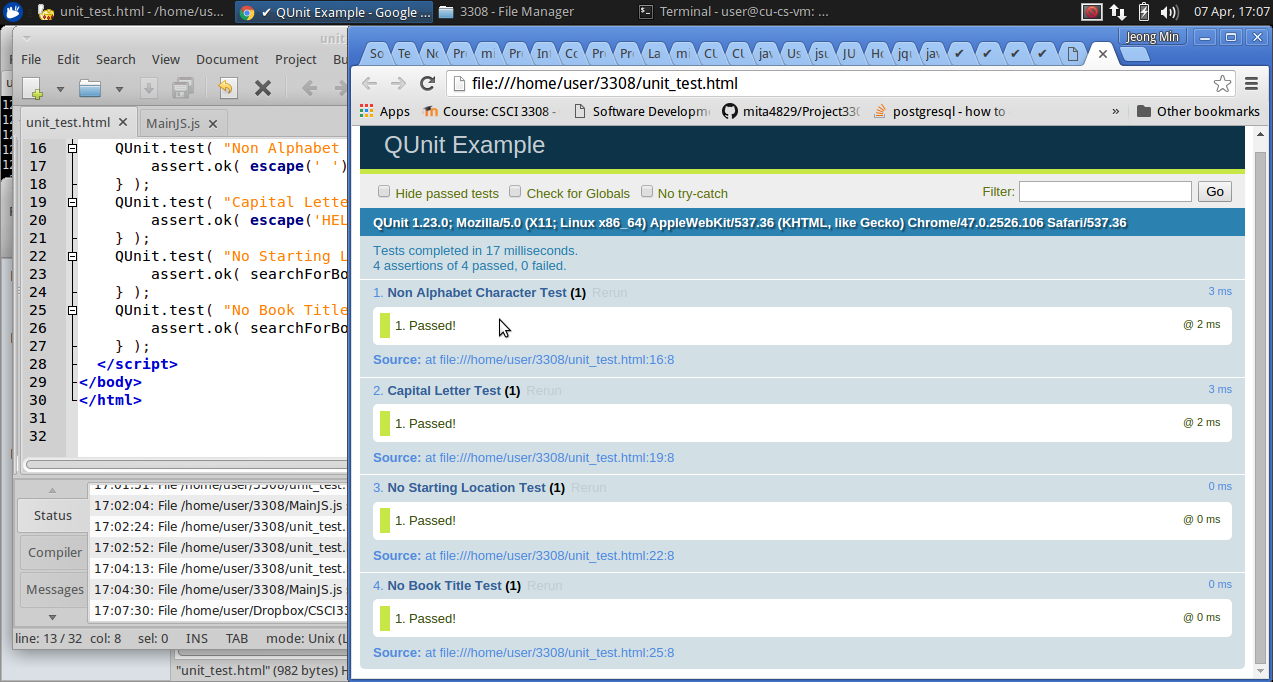 unit_test.html - /home/us...
✔ QUnit Example - Google ...
3308 - File Manager
Terminal - user@cu-cs-vm: ...
07 Apr, 17:07
unit
File Edit Search View Document Project Bu
unit_test.html
MainJS.js
16 QUnit.test( "Non Alphabet
17 assert.ok( escape(' ')
18 } );
19 QUnit.test( "Capital Lette
20 assert.ok( escape('HEL
21 } );
22 QUnit.test( "No Starting L
23 assert.ok( searchForBo
24 } );
25 QUnit.test( "No Book Title
26 assert.ok( searchForBo
27 } );
28 </script>
29 </body>
30 </html>
31
32
Status
Compiler
Messages
17:01:51: File /home/user/3308/unit_test.
17:02:04: File /home/user/3308/MainJS.js
17:02:24: File /home/user/3308/unit_test.
17:02:52: File /home/user/3308/unit_test.
17:04:13: File /home/user/3308/unit_test.
17:04:30: File /home/user/3308/MainJS.js
17:07:30: File /home/user/Dropbox/CSCI33
line: 13 / 32 col: 8 sel: 0 INS TAB mode: Unix (L
"unit_test.html" (982 bytes) H
Jeong Min
So Te Ne Pr mi Pr Int Co Pr Pr La mi CU CU jav Us jsu JU Ho jqu jav ✔ ✔ ✔ ✔
file:///home/user/3308/unit_test.html
Apps
Course: CSCI 3308 -
Software Developm
mita4829/Project330
postgresql - how to
»
Other bookmarks
QUnit Example
Hide passed tests
Check for Globals
No try-catch
Filter:
Go
QUnit 1.23.0; Mozilla/5.0 (X11; Linux x86_64) AppleWebKit/537.36 (KHTML, like Gecko) Chrome/47.0.2526.106 Safari/537.36
Tests completed in 17 milliseconds.
4 assertions of 4 passed, 0 failed.
1. Non Alphabet Character Test (1) Rerun 3 ms
1. Passed! @ 2 ms
Source: at file:///home/user/3308/unit_test.html:16:8
2. Capital Letter Test (1) Rerun 3 ms
1. Passed! @ 2 ms
Source: at file:///home/user/3308/unit_test.html:19:8
3. No Starting Location Test (1) Rerun 0 ms
1. Passed! @ 0 ms
Source: at file:///home/user/3308/unit_test.html:22:8
4. No Book Title Test (1) Rerun 0 ms
1. Passed! @ 0 ms
Source: at file:///home/user/3308/unit_test.html:25:8